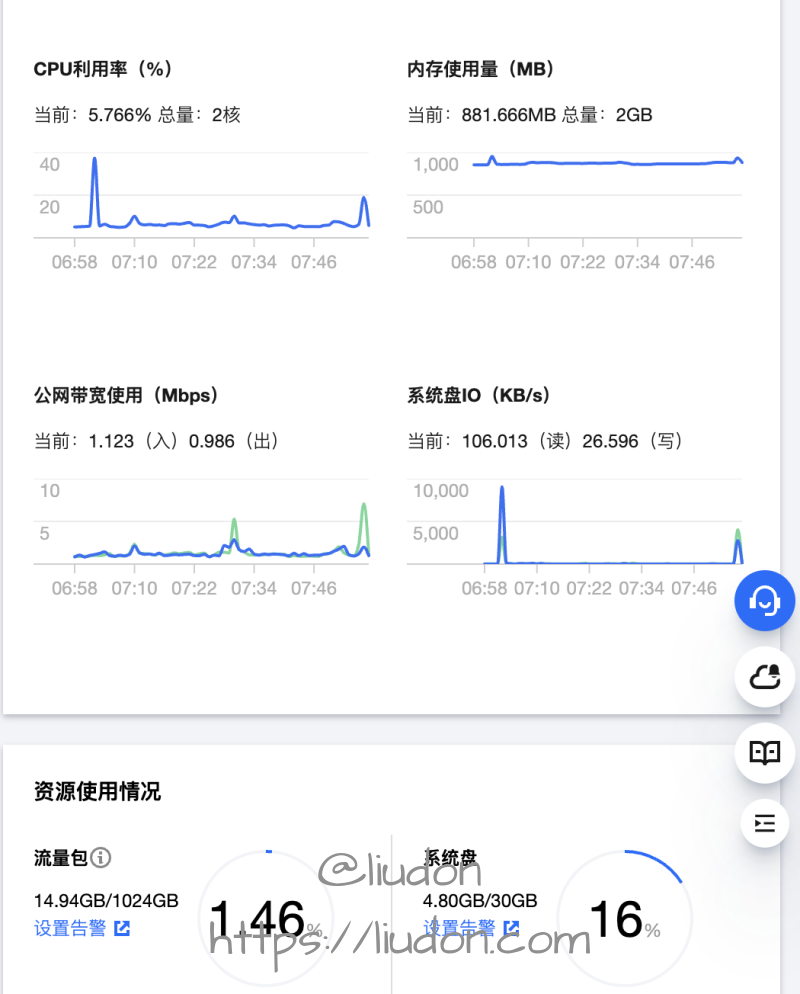 CPU利用率（%）
当前：5.766% 总量：2核
40
20
06:58 07:10 07:22 07:34 07:46
内存使用量（MB）
当前：881.666MB 总量：2GB
1,000
500
06:58 07:10 07:22 07:34 07:46
公网带宽使用（Mbps）
当前：1.123（入）0.986（出）
10
5
06:58 07:10 07:22 07:34 07:46
系统盘IO（KB/s）
当前：106.013（读）26.596（写）
10,000
5,000
06:58 07:10 07:22 07:34 07:46
资源使用情况
流量包
14.94GB/1024GB
设置告警
1.46%
系统盘
4.80GB/30GB
设置告警
16%
@liudon
https://liudon.com